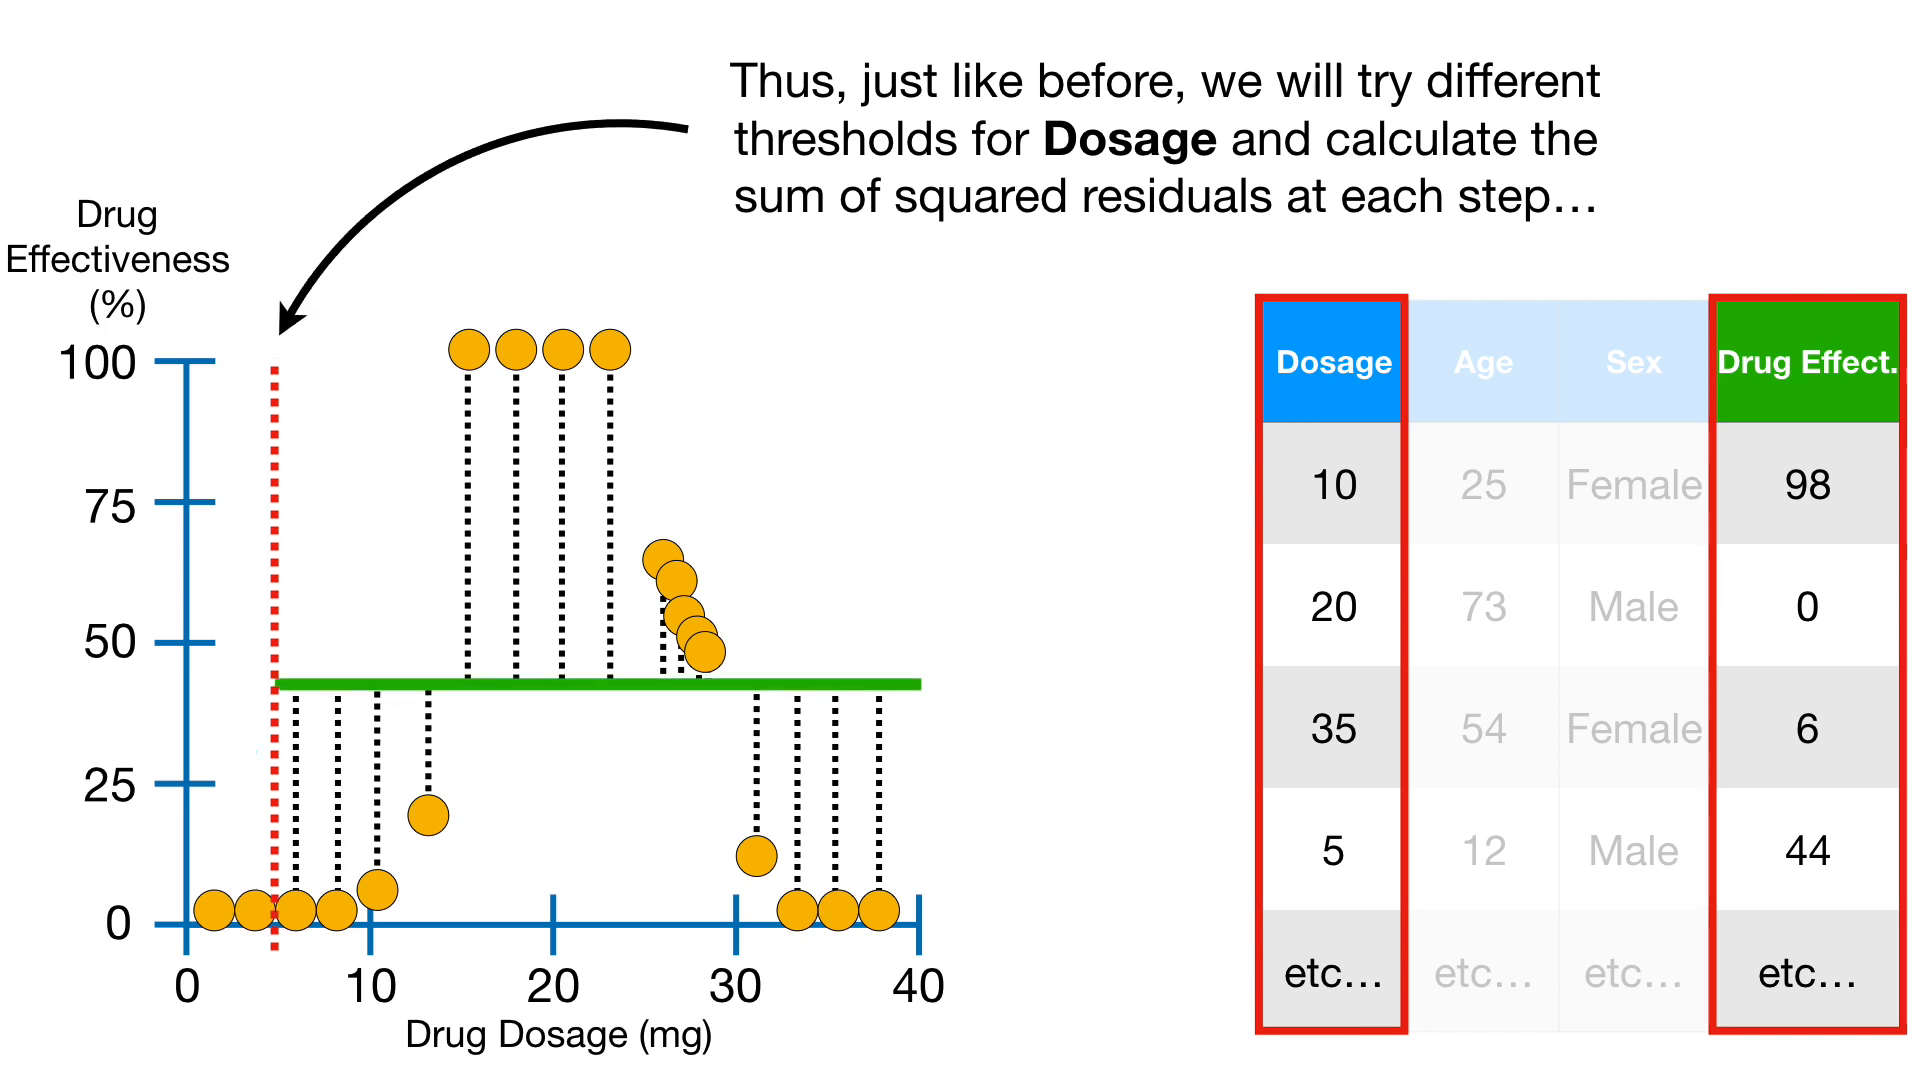 Thus, just like before, we will try different
thresholds for Dosage and calculate the
sum of squared residuals at each step…
Drug
Effectiveness
(%)
100
75
50
25
0
0 10 20 30 40
Drug Dosage (mg)
Dosage Age Sex Drug Effect.
10 25 Female 98
20 73 Male 0
35 54 Female 6
5 12 Male 44
etc… etc… etc… etc…